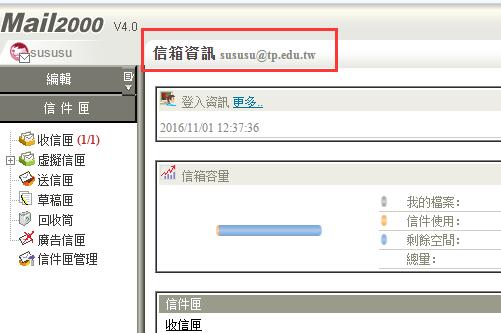 Mail2000 V4.0
sususu
編輯
信件匣
收信匣 (1/1)
虛擬信匣
送信匣
草稿匣
回收筒
廣告信匣
信件匣管理
信箱資訊 sususu@tp.edu.tw
登入資訊 更多..
2016/11/01 12:37:36
信箱容量
我的檔案:
信件使用:
剩餘空間:
總量:
信件匣
收信匣